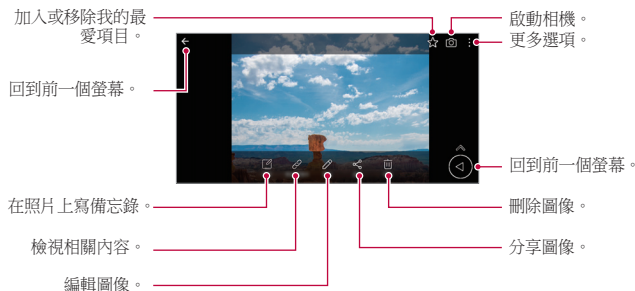 加入或移除我的最
愛項目。
啟動相機。
更多選項。
回到前一個螢幕。
回到前一個螢幕。
在照片上寫備忘錄。
刪除圖像。
檢視相關內容。
分享圖像。
編輯圖像。